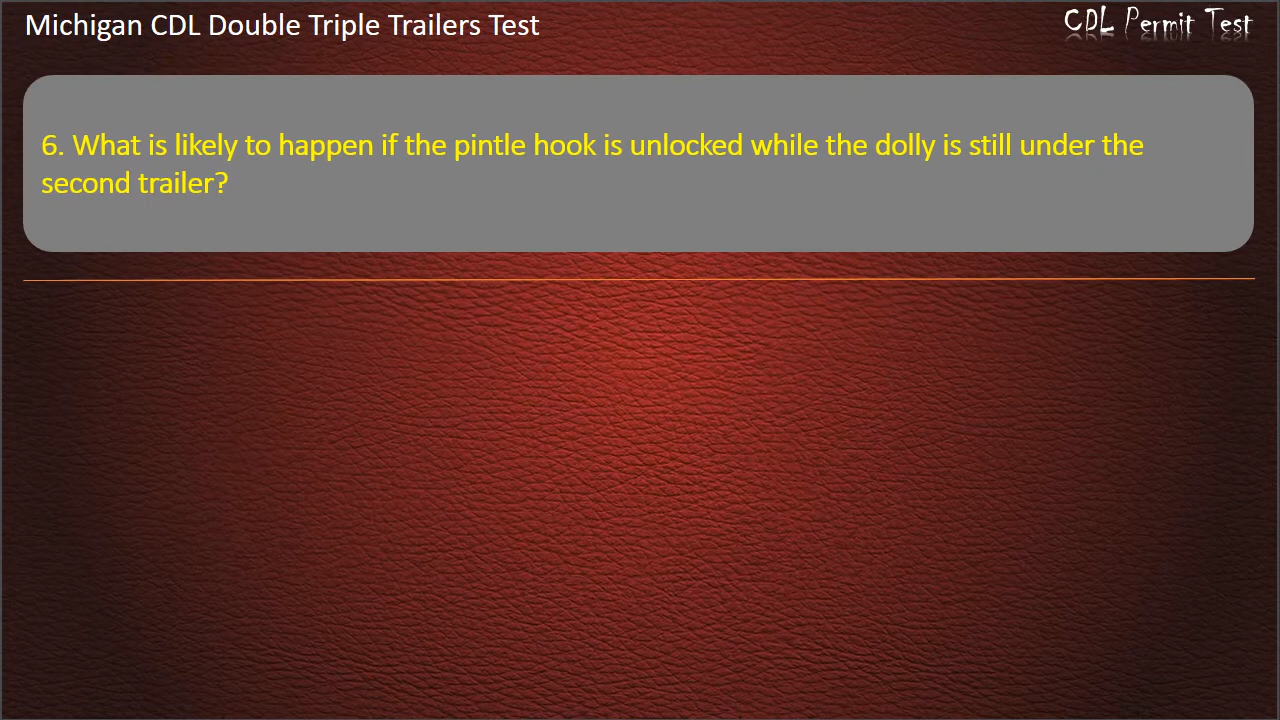 Michigan CDL Double Triple Trailers Test
CDL Permit Test
6. What is likely to happen if the pintle hook is unlocked while the dolly is still under the
second trailer?